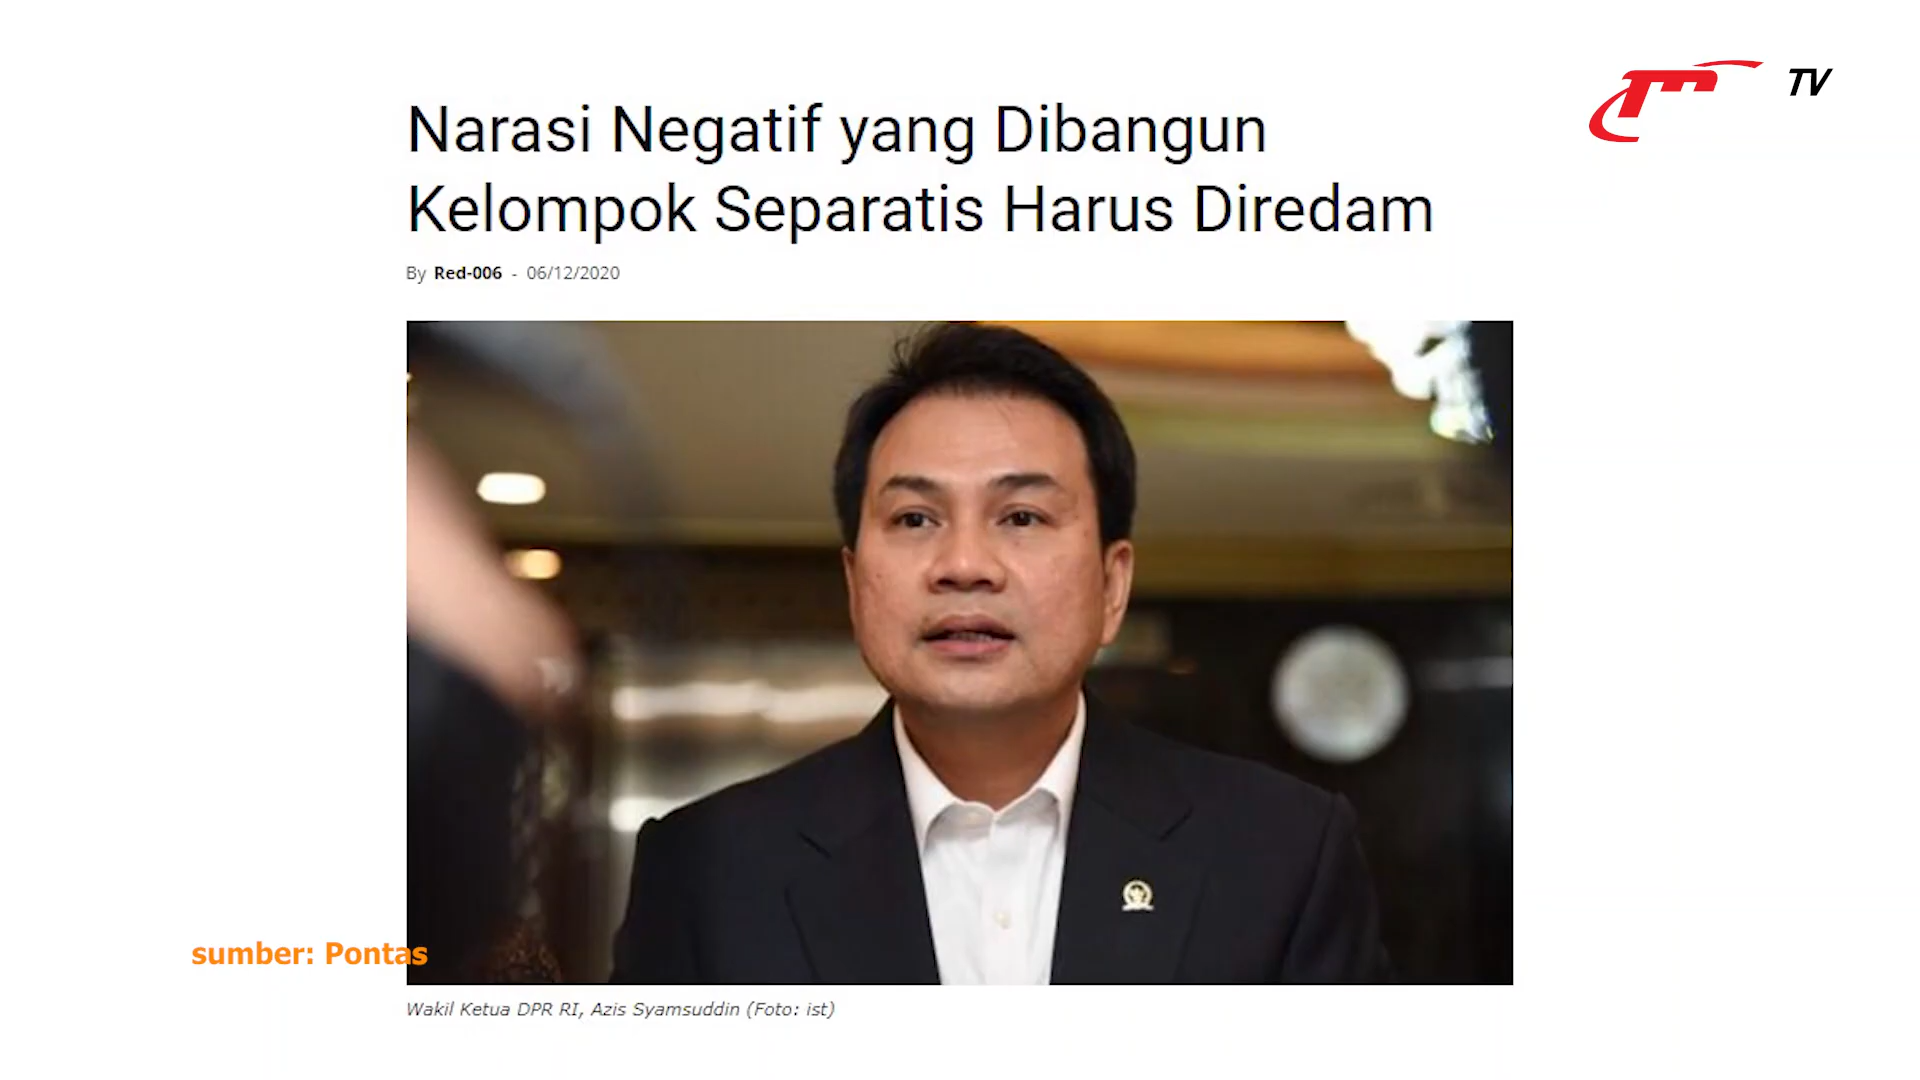 TV
Narasi Negatif yang Dibangun
Kelompok Separatis Harus Diredam
By Red-006 - 06/12/2020
sumber: Pontas
Wakil Ketua DPR RI, Azis Syamsuddin (Foto: ist)